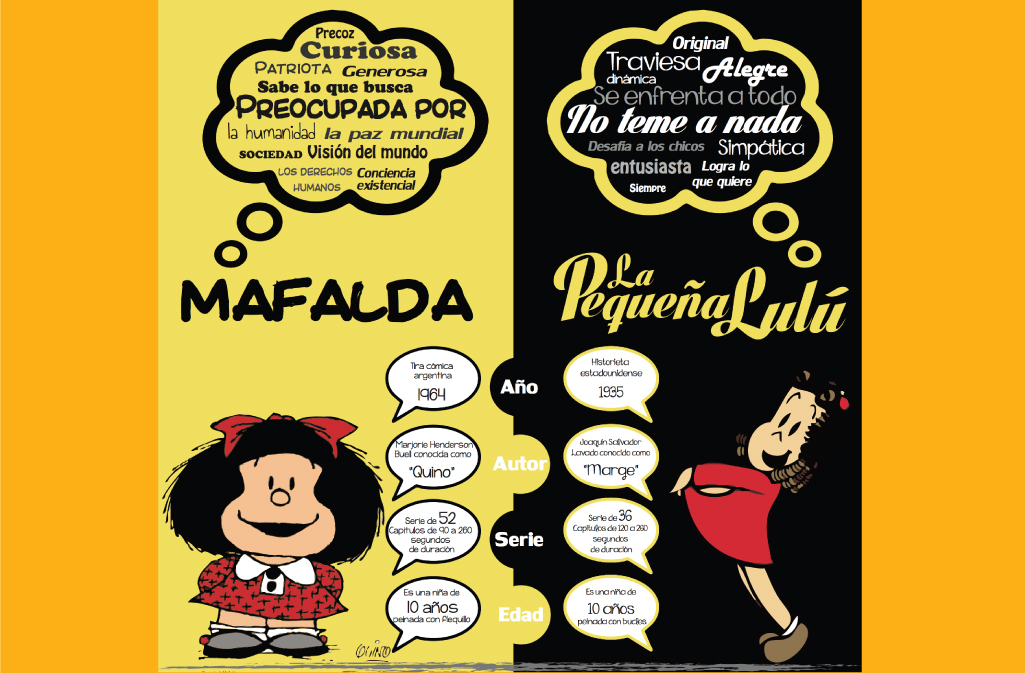 Precoz
Curiosa
PATRIOTA Generosa
Sabe lo que busca
PREOCUPADA POR
la humanidad la paz mundial
SOCIEDAD Visión del mundo
LOS DERECHOS HUMANOS
Conciencia existencial
MAFALDA
Original
Traviesa Alegre
dinámica
Se enfrenta a todo
No teme a nada
Desafia a los chicos Simpática
entusiasta Logra lo que quiere
Siempre
La Pequeña Lulú
Tira cómica
argentina
1964
Año
Historieta
estadounidense
1935
Marjorie Henderson
Buell conocida como
"Quino"
Autor
Joaquín Sallvador
Lavado conocido como
"Marge"
Serie de 52
Capítulos de 90 a 260
segundos
de duración
Serie
Serie de 36
Capítulos de 120 a 260
segundos
de duración
Es una niña de
10 años
peinada con flequillo
Edad
Es una niña de
10 años
peinada con bucles
QUINO